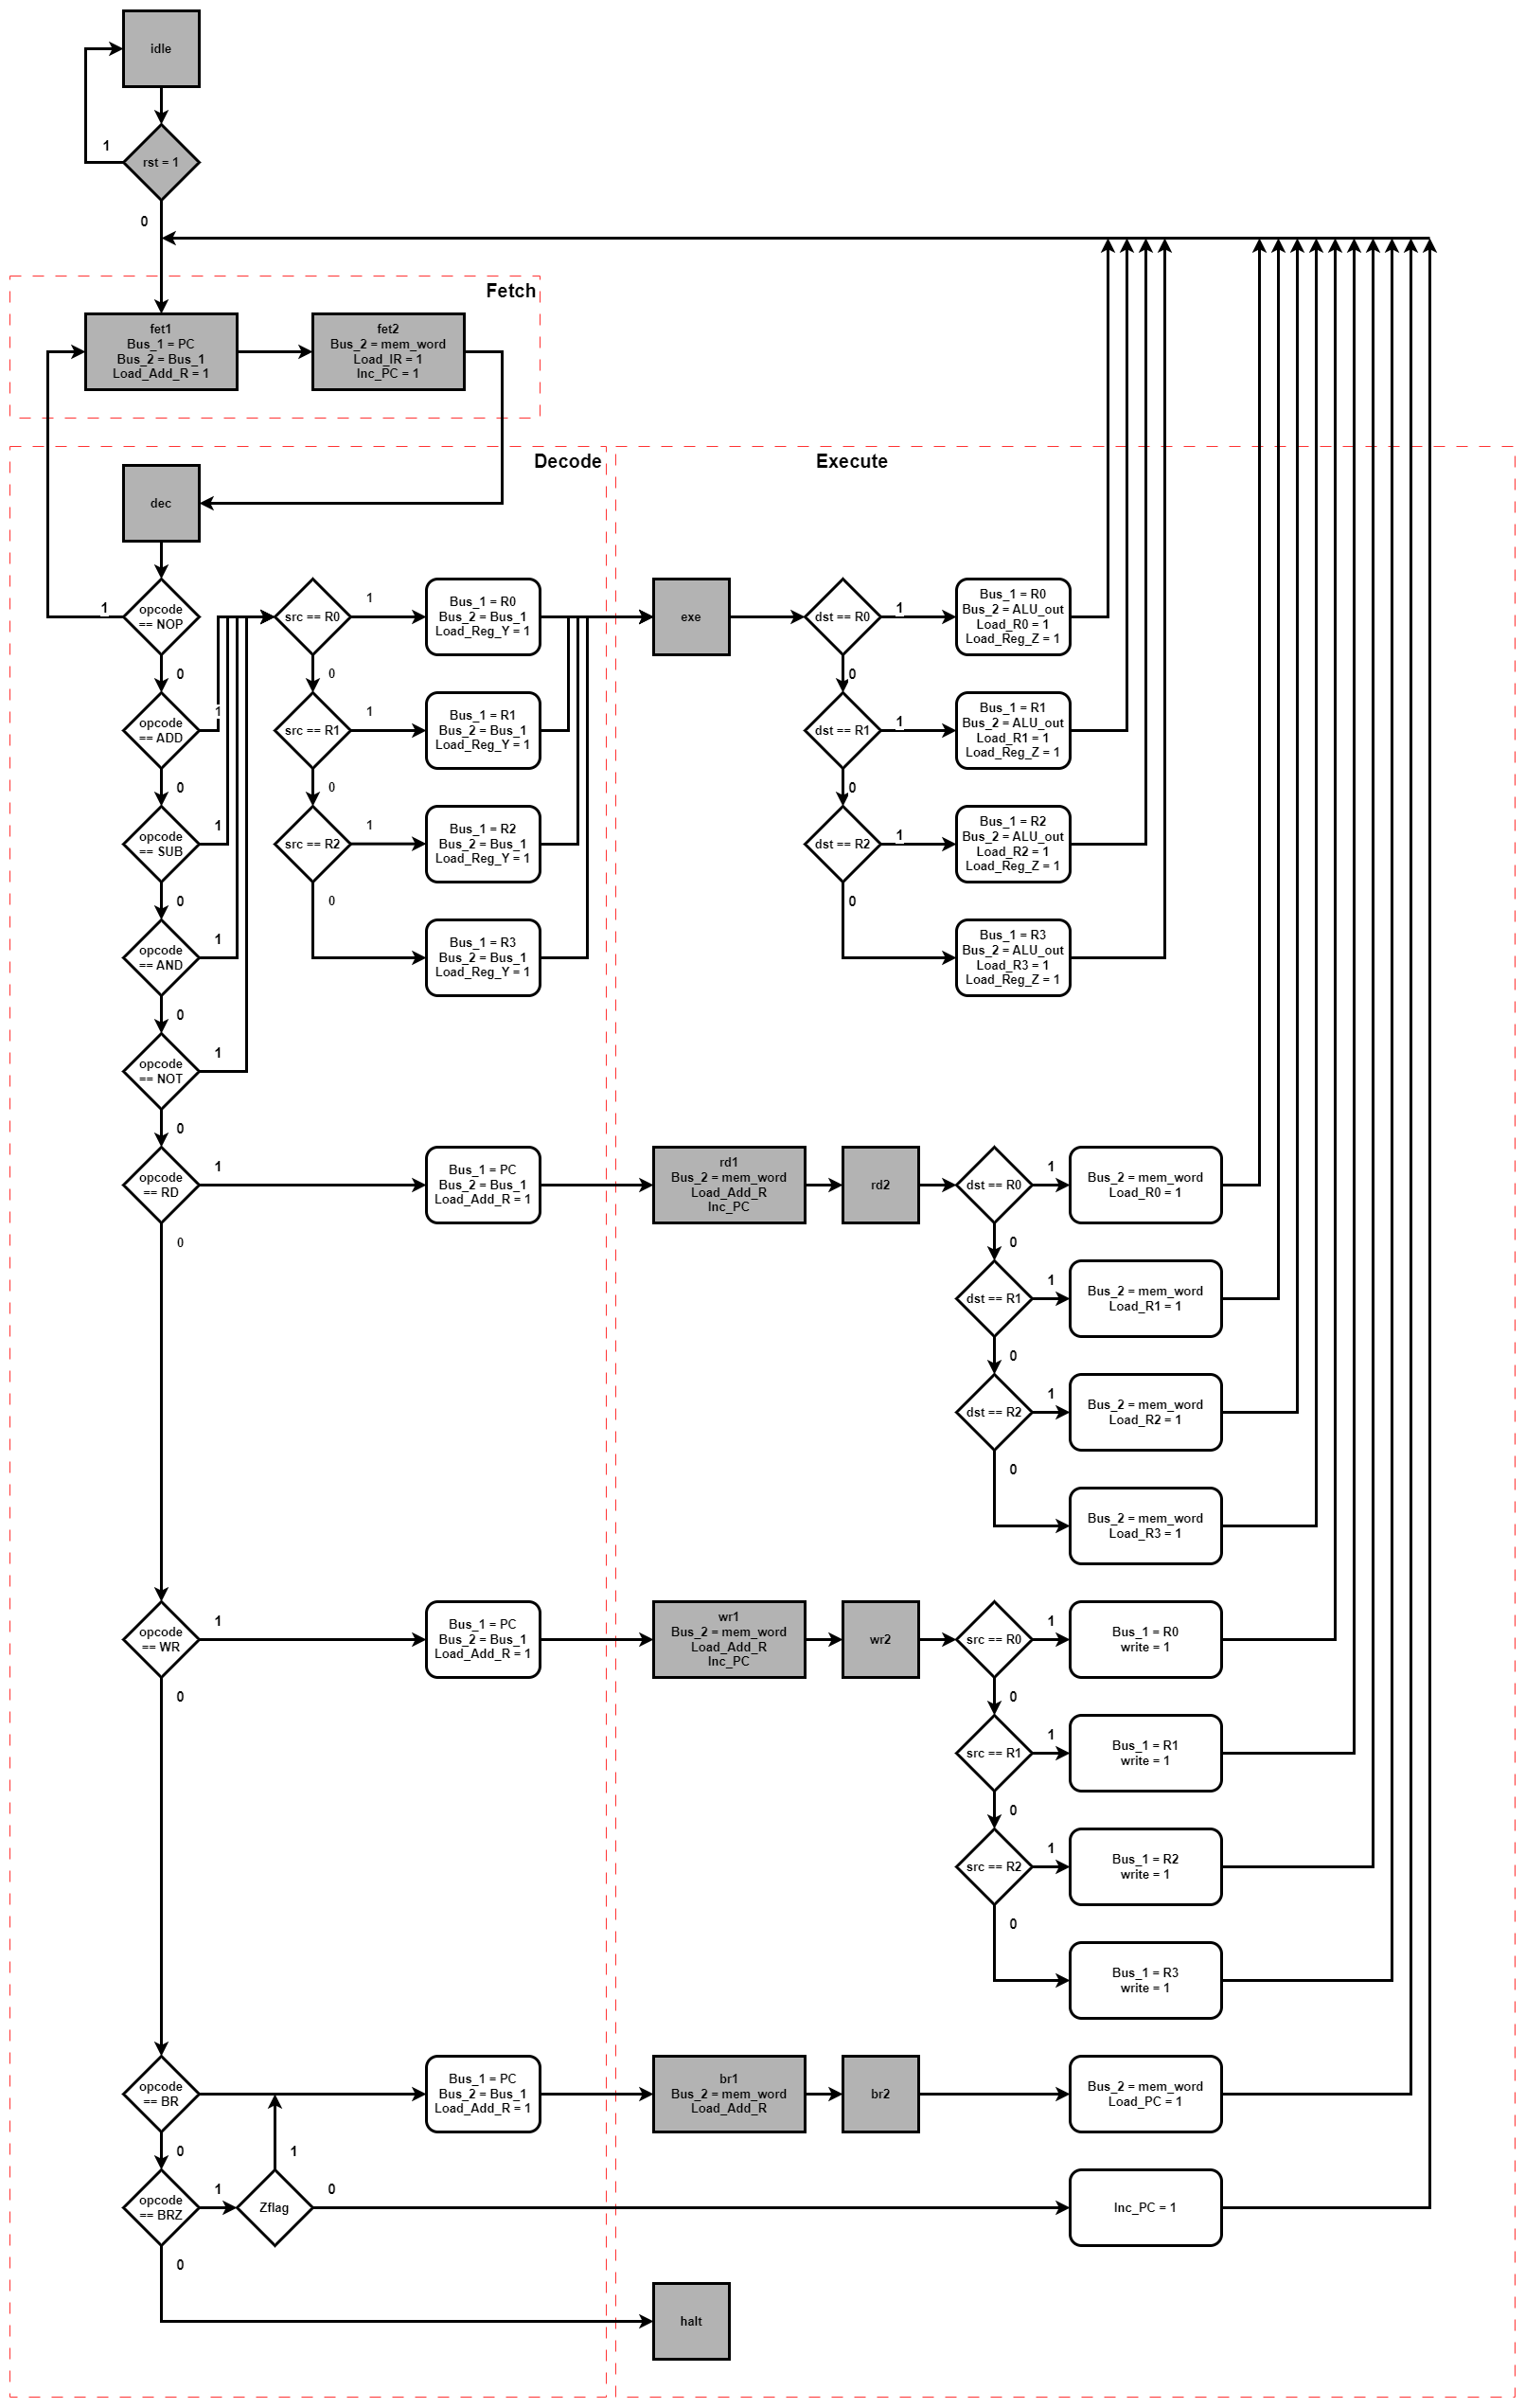 idle
rst = 1
1
0
Fetch
fet1
Bus_1 = PC
Bus_2 = Bus_1
Load_Add_R = 1
fet2
Bus_2 = mem_word
Load_IR = 1
Inc_PC = 1
Decode
Execute
dec
opcode
== NOP
1
0
src == R0
1
0
Bus_1 = R0
Bus_2 = Bus_1
Load_Reg_Y = 1
exe
dst == R0
1
0
Bus_1 = R0
Bus_2 = ALU_out
Load_R0 = 1
Load_Reg_Z = 1
opcode
== ADD
1
0
src == R1
1
0
Bus_1 = R1
Bus_2 = Bus_1
Load_Reg_Y = 1
dst == R1
1
0
Bus_1 = R1
Bus_2 = ALU_out
Load_R1 = 1
Load_Reg_Z = 1
opcode
== SUB
1
0
src == R2
1
0
Bus_1 = R2
Bus_2 = Bus_1
Load_Reg_Y = 1
dst == R2
1
0
Bus_1 = R2
Bus_2 = ALU_out
Load_R2 = 1
Load_Reg_Z = 1
opcode
== AND
1
0
Bus_1 = R3
Bus_2 = Bus_1
Load_Reg_Y = 1
Bus_1 = R3
Bus_2 = ALU_out
Load_R3 = 1
Load_Reg_Z = 1
opcode
== NOT
1
0
opcode
== RD
1
0
Bus_1 = PC
Bus_2 = Bus_1
Load_Add_R = 1
rd1
Bus_2 = mem_word
Load_Add_R
Inc_PC
rd2
dst == R0
1
0
Bus_2 = mem_word
Load_R0 = 1
dst == R1
1
0
Bus_2 = mem_word
Load_R1 = 1
dst == R2
1
0
Bus_2 = mem_word
Load_R2 = 1
Bus_2 = mem_word
Load_R3 = 1
opcode
== WR
1
0
Bus_1 = PC
Bus_2 = Bus_1
Load_Add_R = 1
wr1
Bus_2 = mem_word
Load_Add_R
Inc_PC
wr2
src == R0
1
0
Bus_1 = R0
write = 1
src == R1
1
0
Bus_1 = R1
write = 1
src == R2
1
0
Bus_1 = R2
write = 1
Bus_1 = R3
write = 1
opcode
== BR
0
Bus_1 = PC
Bus_2 = Bus_1
Load_Add_R = 1
br1
Bus_2 = mem_word
Load_Add_R
br2
Bus_2 = mem_word
Load_PC = 1
opcode
== BRZ
1
0
Zflag
1
0
Inc_PC = 1
halt